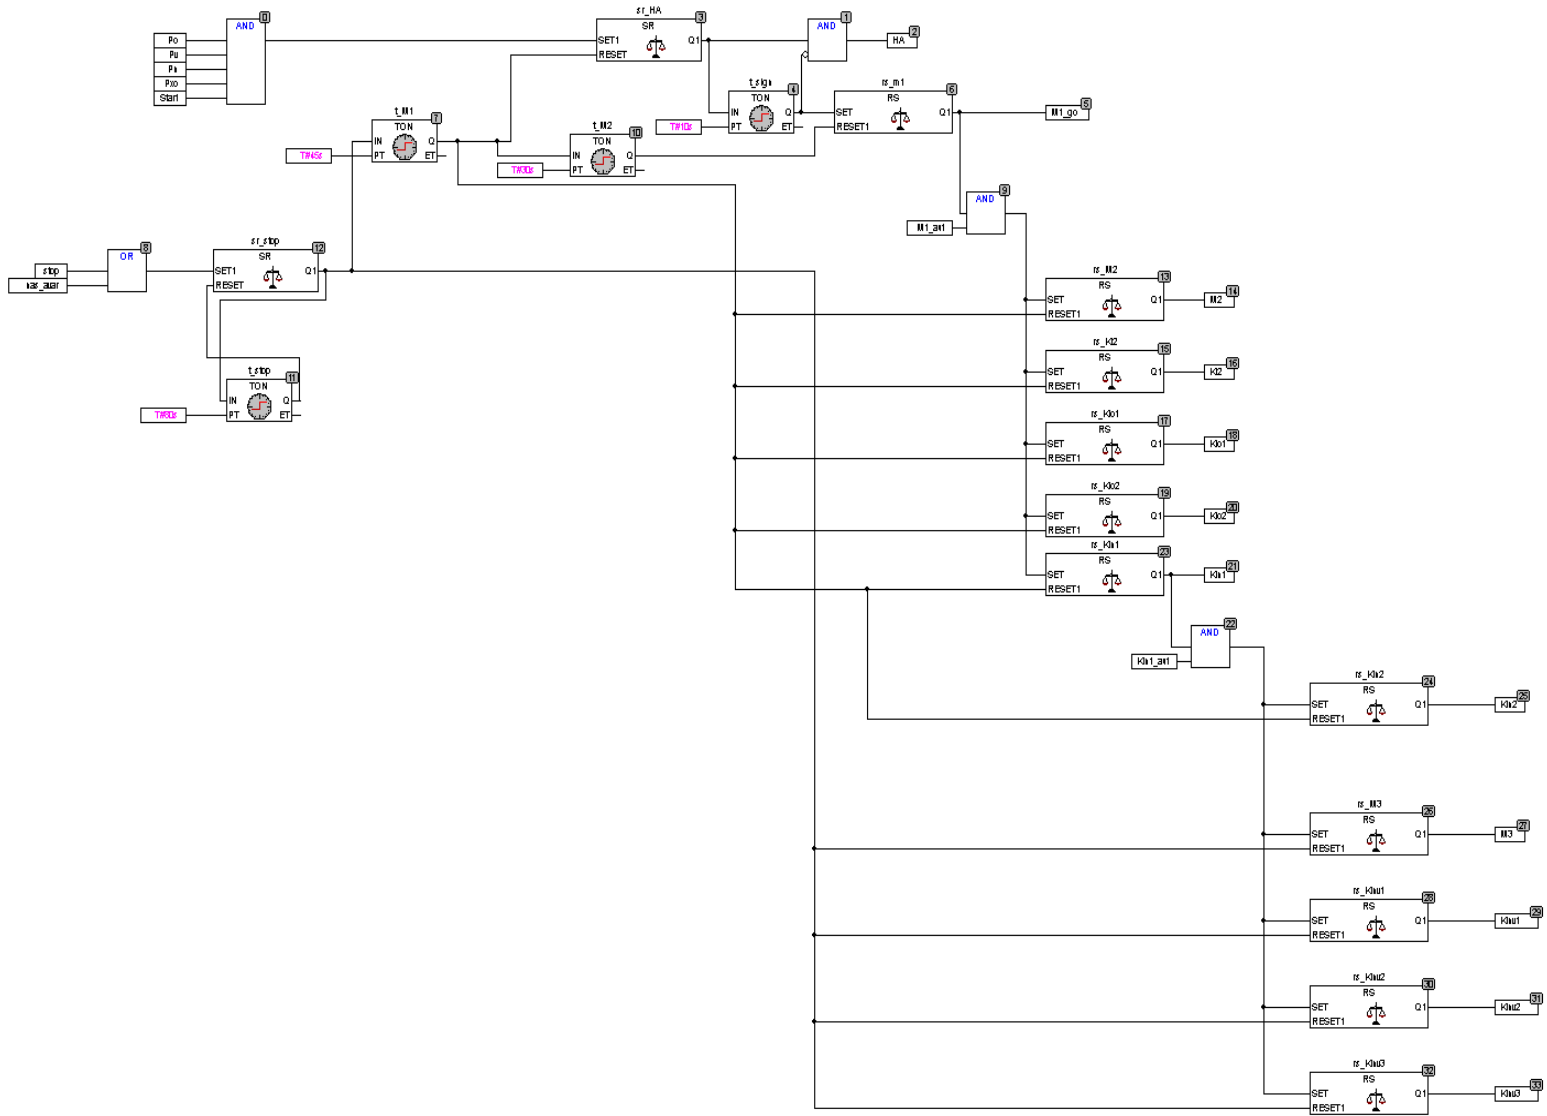 0
AND
Po
Pu
Pxo
Start
sr_HA
3
SR
SET1
Q1
RESET
1
AND
2
HA
t_sign
4
TON
IN
Q
PT
ET
T#10s
rs_m1
6
RS
SET
Q1
RESET1
5
M1_go
t_M1
7
TON
IN
Q
PT
ET
T#45s
t_M2
10
TON
IN
Q
PT
ET
T#30s
9
AND
M1_avt
8
OR
stop
sr_stop
12
SR
SET1
Q1
RESET
t_stop
11
TON
IN
Q
PT
ET
rs_M2
13
RS
SET
Q1
RESET1
14
M2
rs_Kl2
15
RS
SET
Q1
RESET1
16
Kl2
rs_Klo1
17
RS
SET
Q1
RESET1
18
Klo1
rs_Klo2
19
RS
SET
Q1
RESET1
20
Klo2
rs_Kln1
23
RS
SET
Q1
RESET1
21
Kln1
22
AND
Kln1_avt
rs_Kln2
24
RS
SET
Q1
RESET1
25
Kln2
rs_M3
26
RS
SET
Q1
RESET1
27
M3
rs_Klnu1
28
RS
SET
Q1
RESET1
29
Klnu1
rs_Klnu2
30
RS
SET
Q1
RESET1
31
Klnu2
rs_Klnu3
32
RS
SET
Q1
RESET1
33
Klnu3